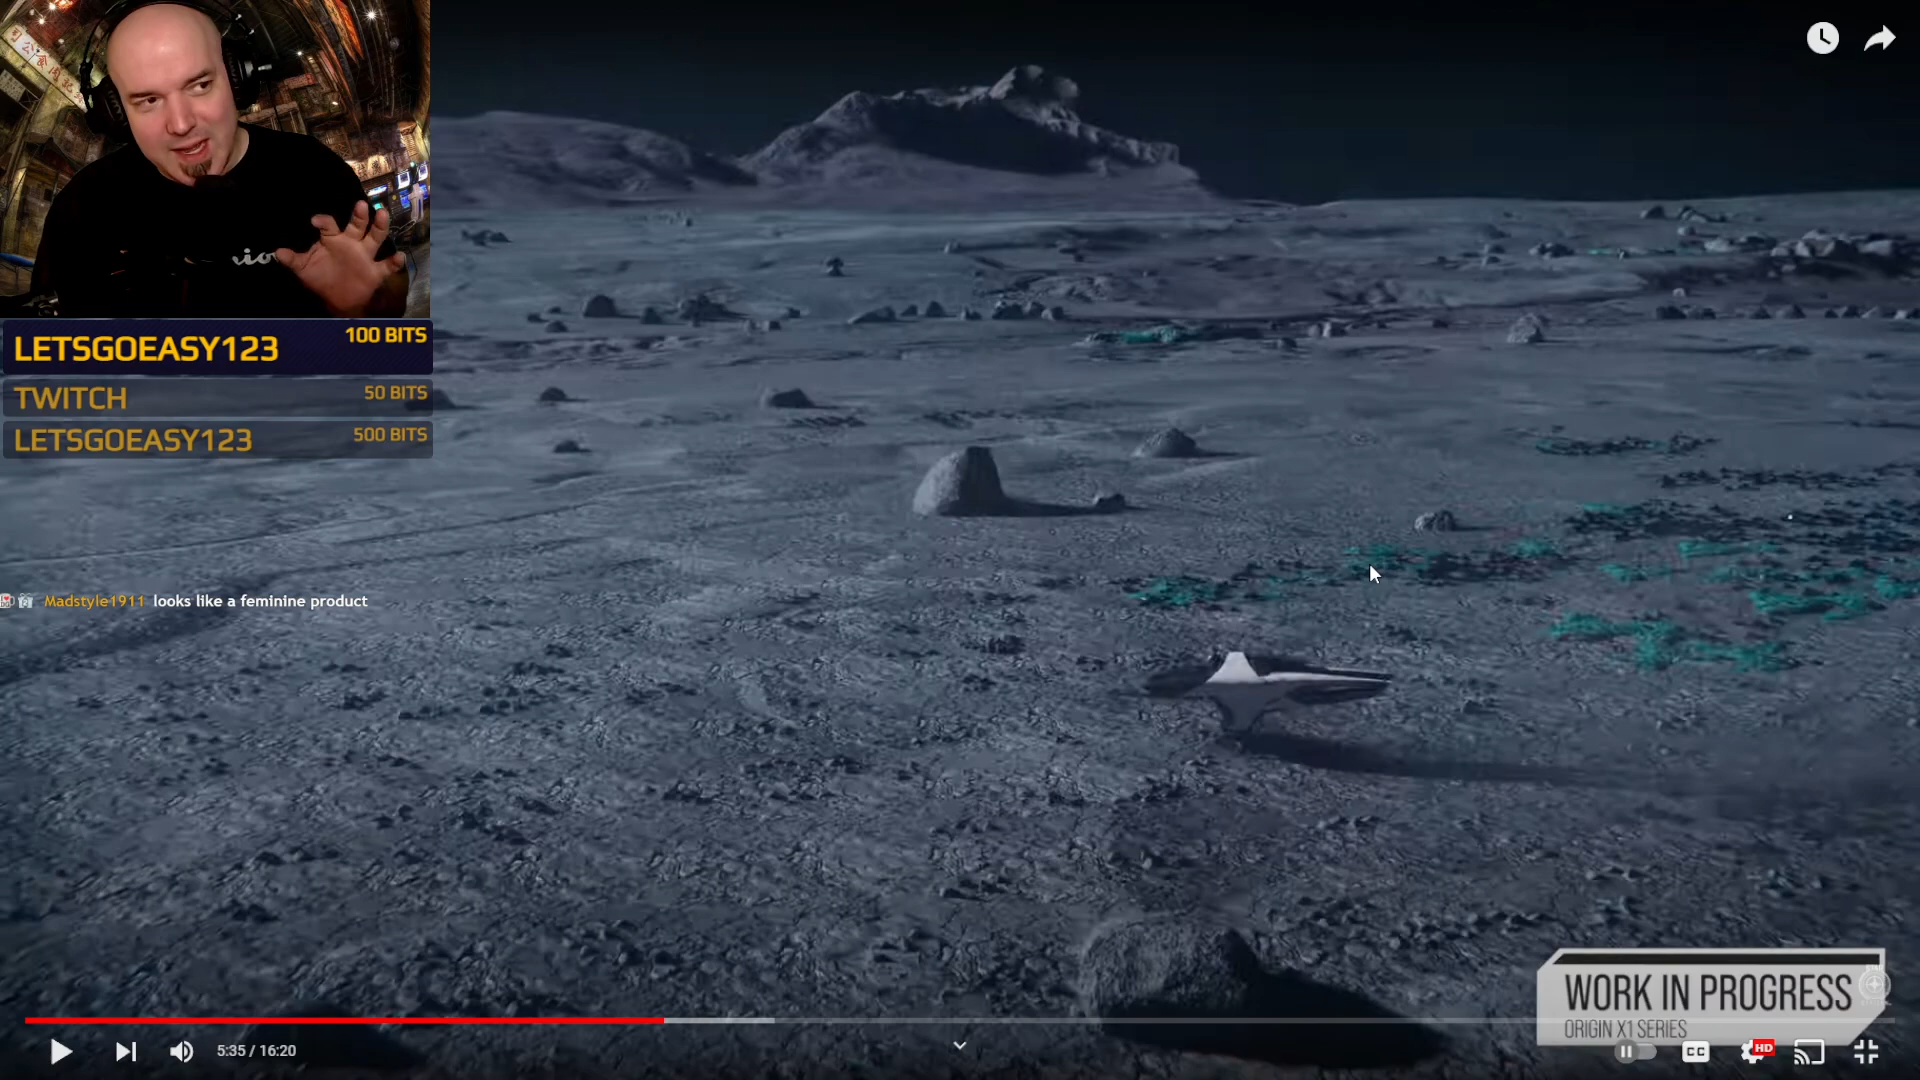 100 BITS
LETSGOEASY123
TWITCH
50 BITS
LETSGOEASY123
500 BITS
Madstyle1911 looks like a feminine product
WORK IN PROGRESS
ORIGIN X1 SERIES
5:35 / 16:20
CC
HD